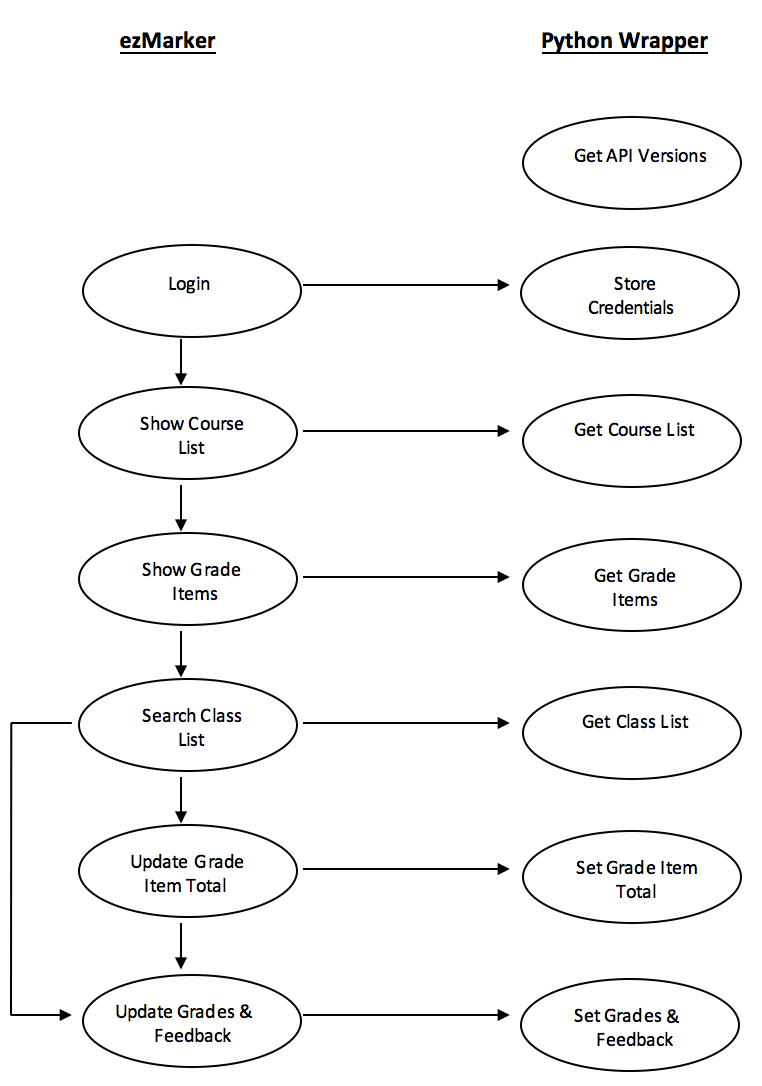 ezMarker
Python Wrapper
Get API Versions
Login
Store
Credentials
Show Course
List
Get Course List
Show Grade
Items
Get Grade
Items
Search Class
List
Get Class List
Update Grade
Item Total
Set Grade Item
Total
Update Grades &
Feedback
Set Grades &
Feedback